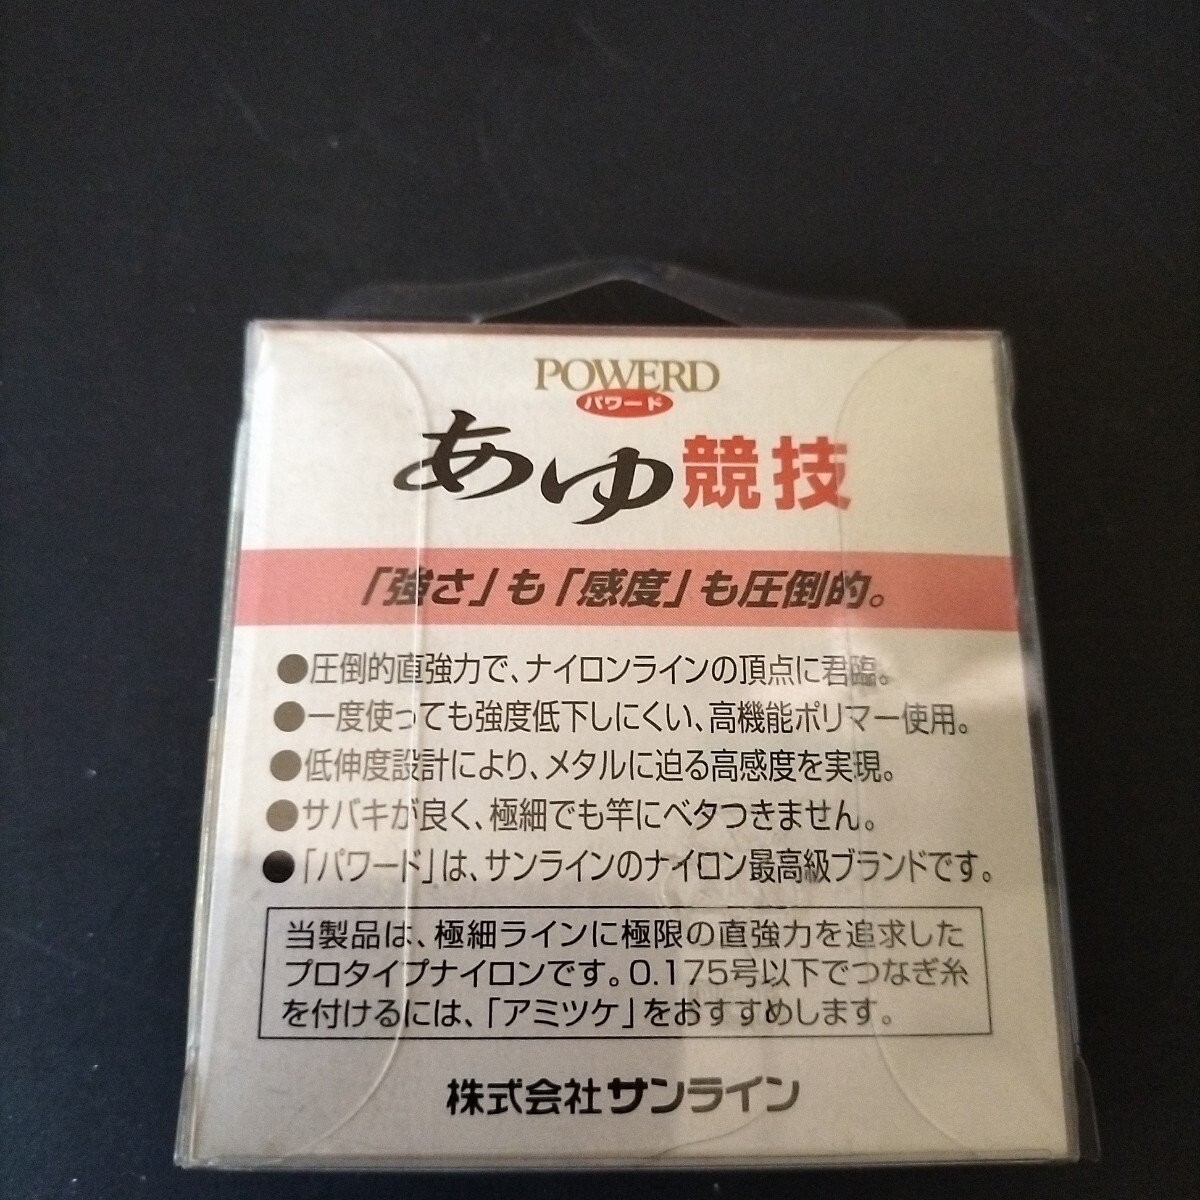 POWERD
パワード
あゆ競技
「強さ」も「感度」も圧倒的。
●圧倒的直強力で、ナイロンラインの頂点に君臨。
●一度使っても強度低下しにくい、高機能ポリマー使用。
●低伸度設計により、メタルに迫る高感度を実現。
●サバキが良く、極細でも竿にベタつきません。
●「パワード」は、サンラインのナイロン最高級ブランドです。
当製品は、極細ラインに極限の直強力を追求した
プロタイプナイロンです。0.175号以下でつなぎ糸
を付けるには、「アミツケ」をおすすめします。
株式会社サンライン